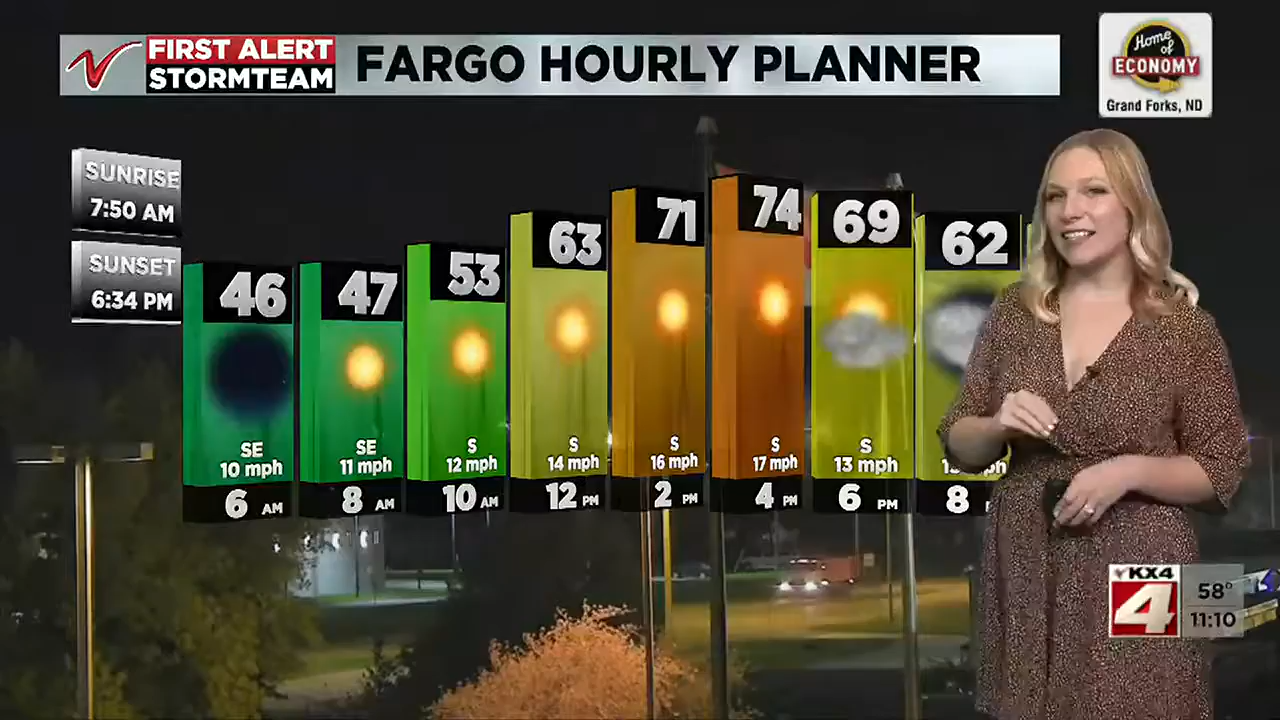 FIRST ALERT
STORMTEAM
FARGO HOURLY PLANNER
Home
of
ECONOMY
Grand Forks, ND
SUNRISE
7:50 AM
SUNSET
6:34 PM
46
47
53
63
71
74
69
62
SE
10 mph
SE
11 mph
S
12 mph
S
14 mph
S
16 mph
S
17 mph
S
13 mph
6 AM
8 AM
10 AM
12 PM
2 PM
4 PM
6 PM
8
KX4
4
58°
11:10